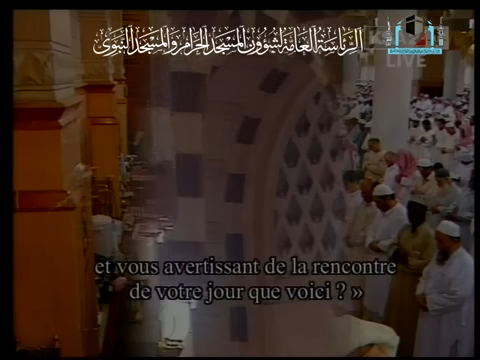 الرئاسة العامة لشؤون المسجد الحرام والمسجد النبوي
LIVE
et vous avertissant de la rencontre
de votre jour que voici ? »